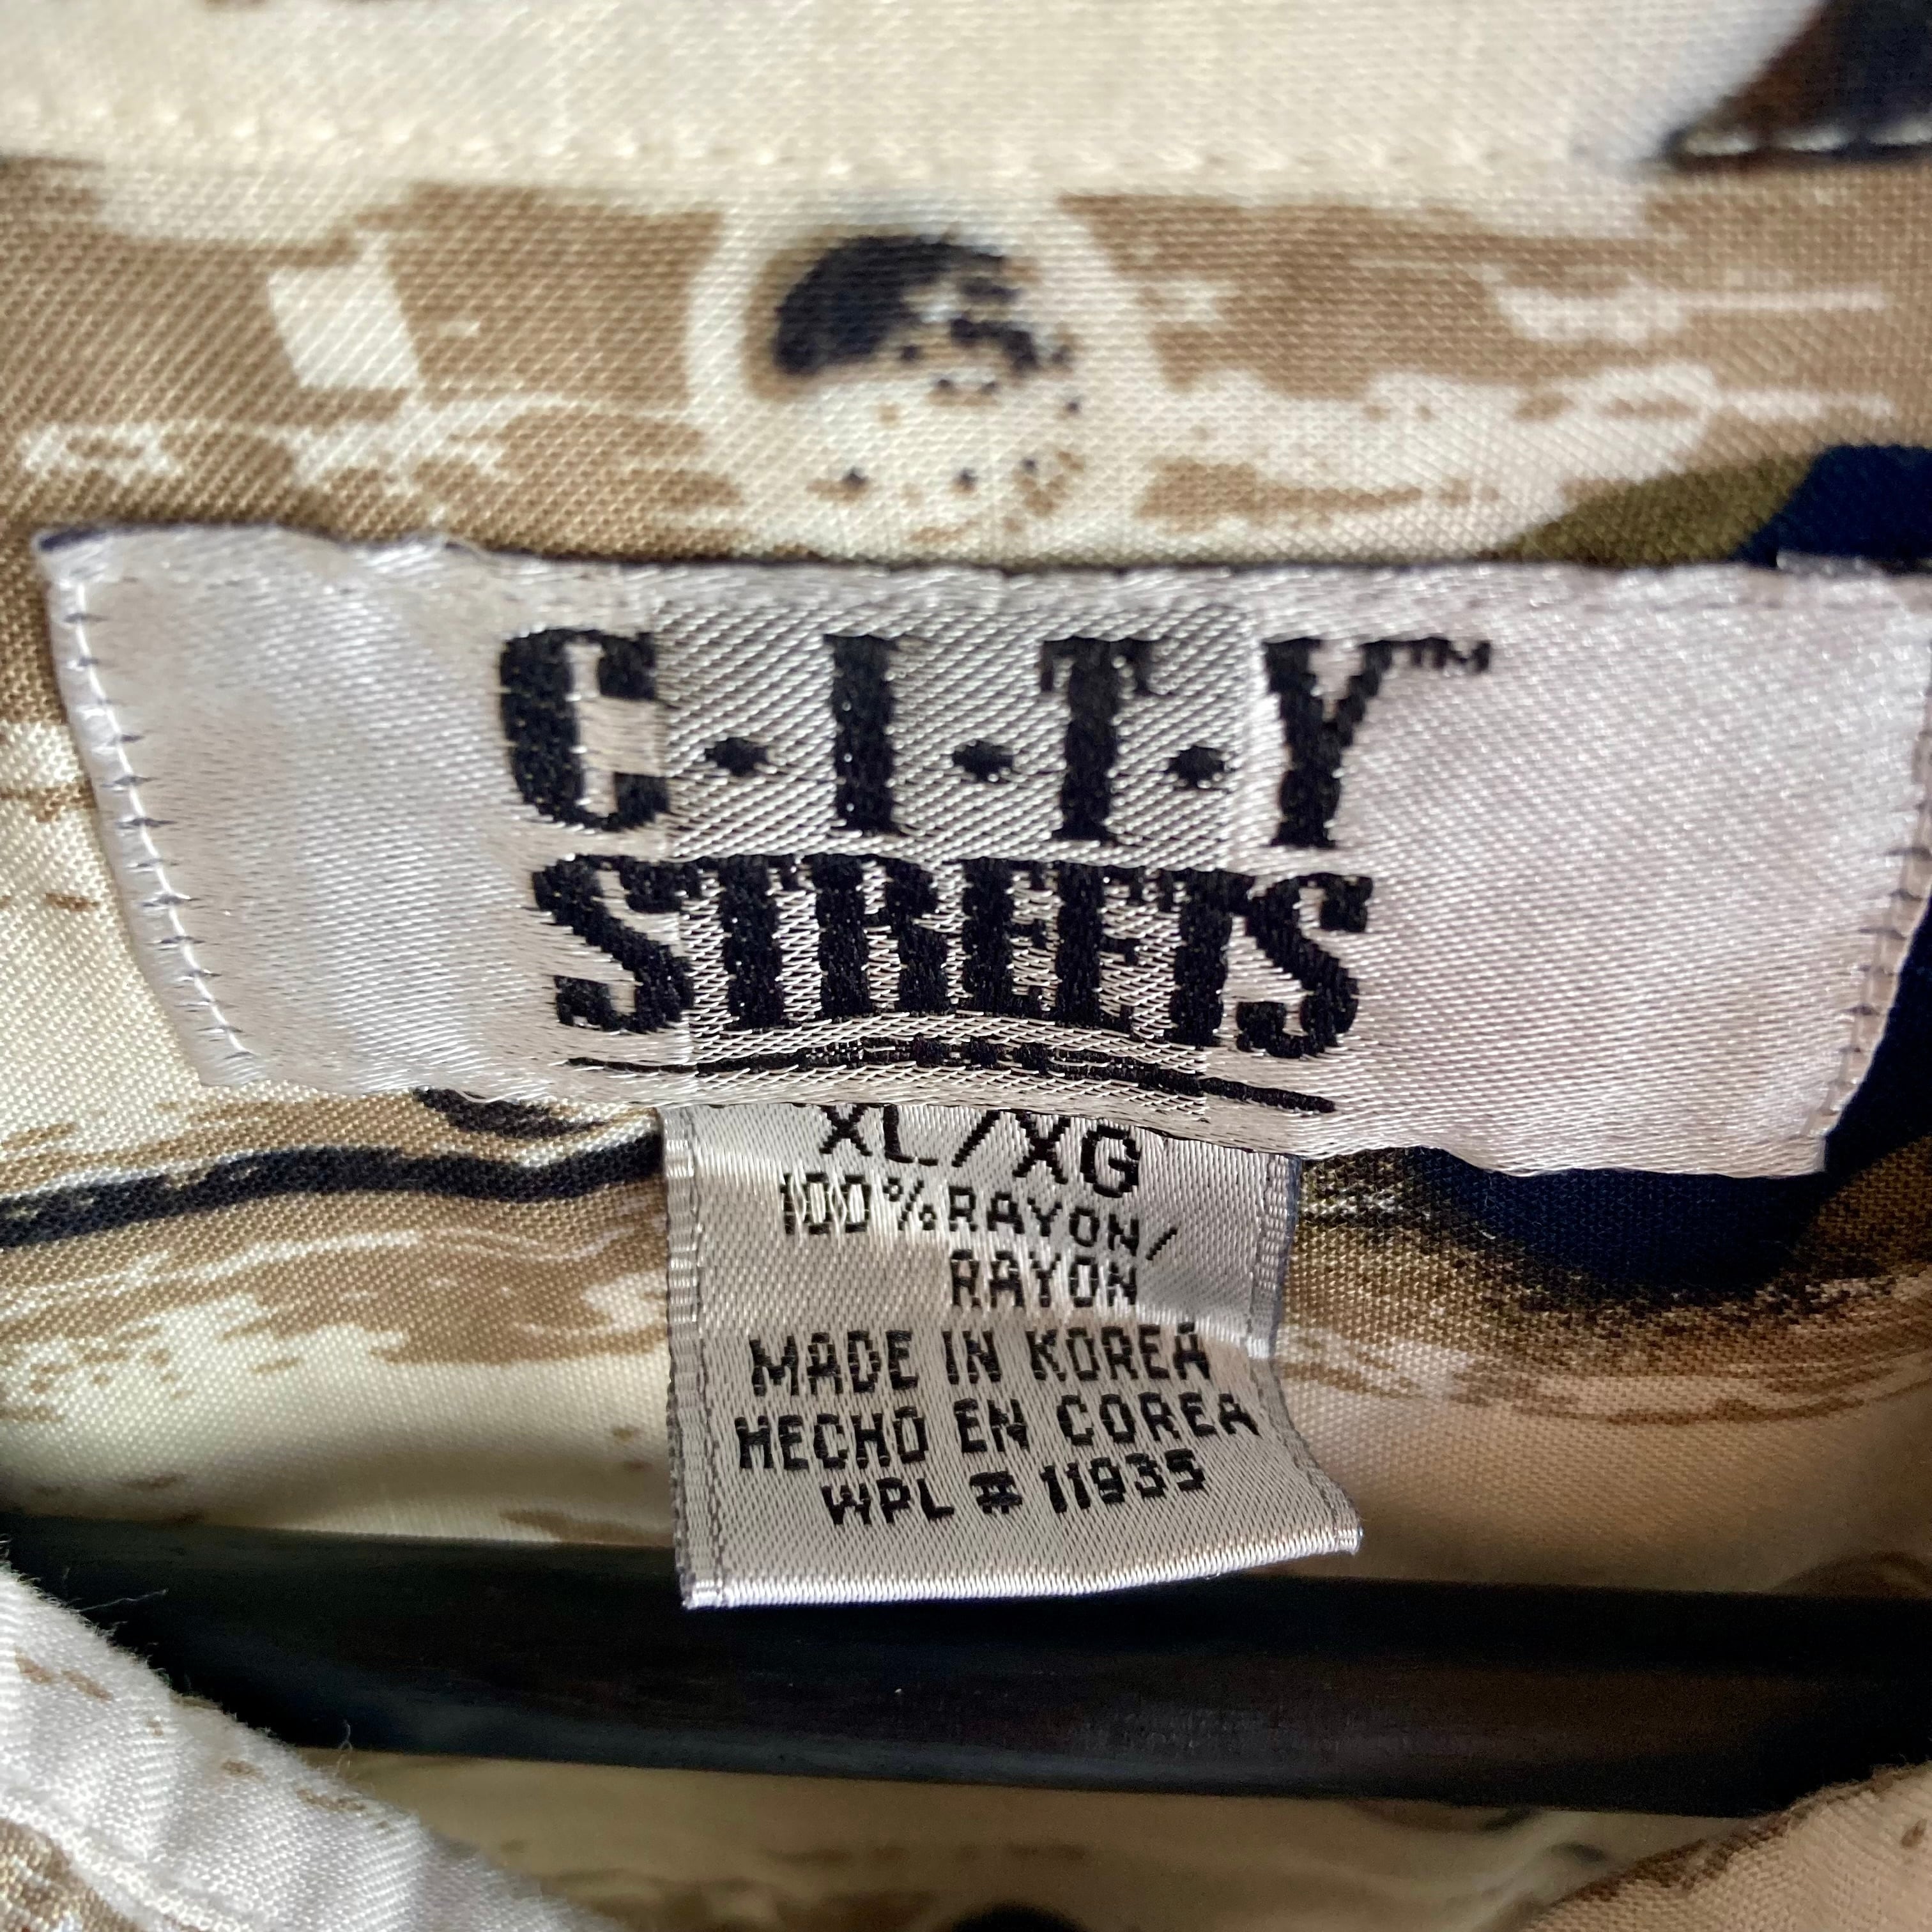 C·I·T·Y™
STREETS
XL/XG
100%RAYON/
RAYON
MADE IN KOREA
HECHO EN COREA
WPL # 11935